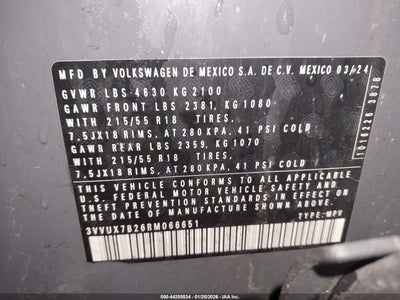 MFD BY VOLKSWAGEN DE MEXICO S.A. DE C.V. MEXICO 03/24
GVWR LBS 4630 KG 2100
GAWR FRONT LBS 2381, KG 1080
WITH 215/55 R18 TIRES.
7.5JX18 RIMS. AT 280 KPA, 41 PSI COLD
GAWR REAR LBS 2359, KG 1070
WITH 215/55 R18 TIRES.
7.5JX18 RIMS. AT 280 KPA, 41 PSI COLD
THIS VEHICLE CONFORMS TO ALL APPLICABLE
U.S. FEDERAL MOTOR VEHICLE SAFETY AND
THEFT PREVENTION STANDARDS IN EFFECT ON
THE DATE OF MANUFACTURE SHOWN ABOVE
3VVUX7B26RM066651
TYPE: MPV
1016226 3878
000-44200534 - 01/20/2026 - IAAI.COM